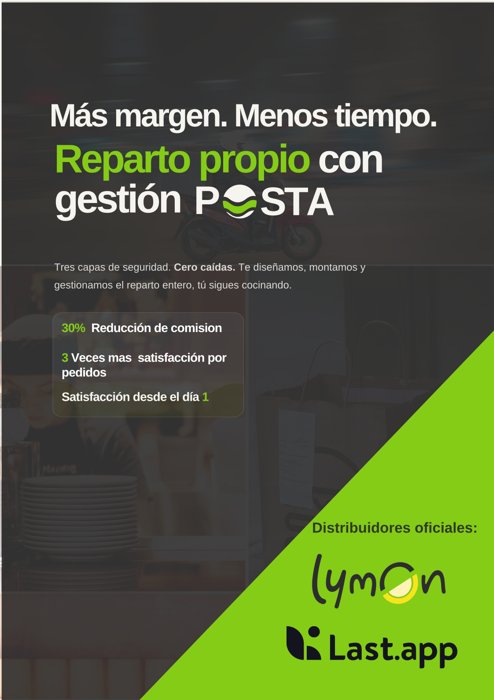 Más margen. Menos tiempo.
Reparto propio con
gestión POSTA
Tres capas de seguridad. Cero caídas. Te diseñamos, montamos y
gestionamos el reparto entero, tú sigues cocinando.
30% Reducción de comision
3 Veces mas satisfacción por
pedidos
Satisfacción desde el día 1
Distribuidores oficiales:
lymon
Last.app